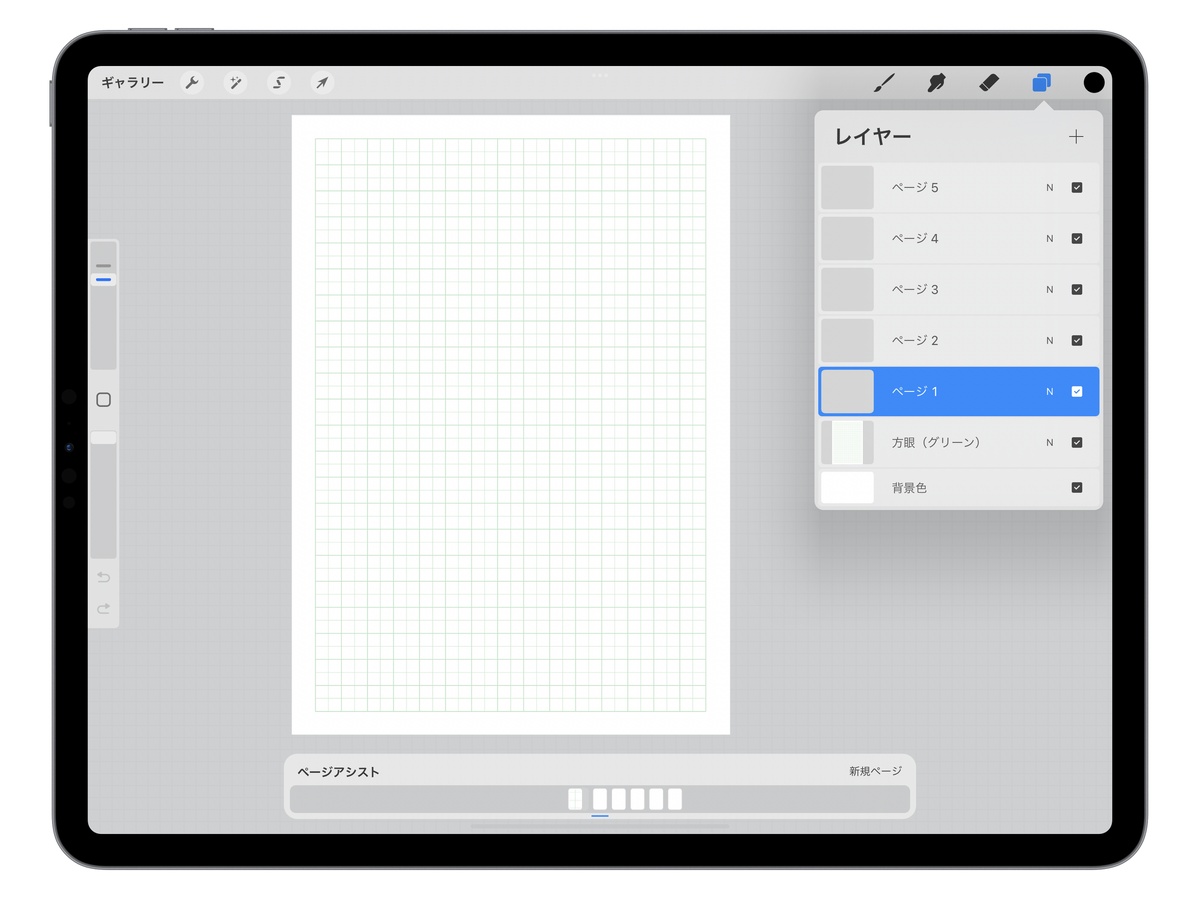 ギャラリー
レイヤー
ページ 5 N
ページ 4 N
ページ 3 N
ページ 2 N
ページ 1 N
方眼（グリーン） N
背景色
ページアシスト 新規ページ